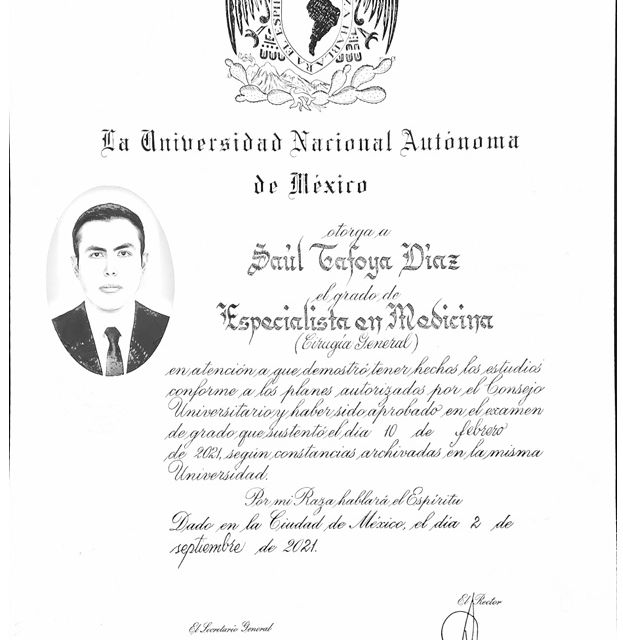 HABLARA EL ESPIRITU
La Universidad Nacional Autónoma
de México
otorga a
Saúl Tafoya Díaz
el grado de
Especialista en Medicina
(Cirugía General)
en atención a que demostró tener hechos los estudios
conforme a los planes autorizados por el Consejo
Universitario y haber sido aprobado en el examen
de grado que sustentó el día 10 de febrero
de 2021, según constancias archivadas en la misma
Universidad.
Por mi Raza hablará el Espíritu
Dado en la Ciudad de México, el día 2 de
septiembre de 2021.
El Rector
El Secretario General